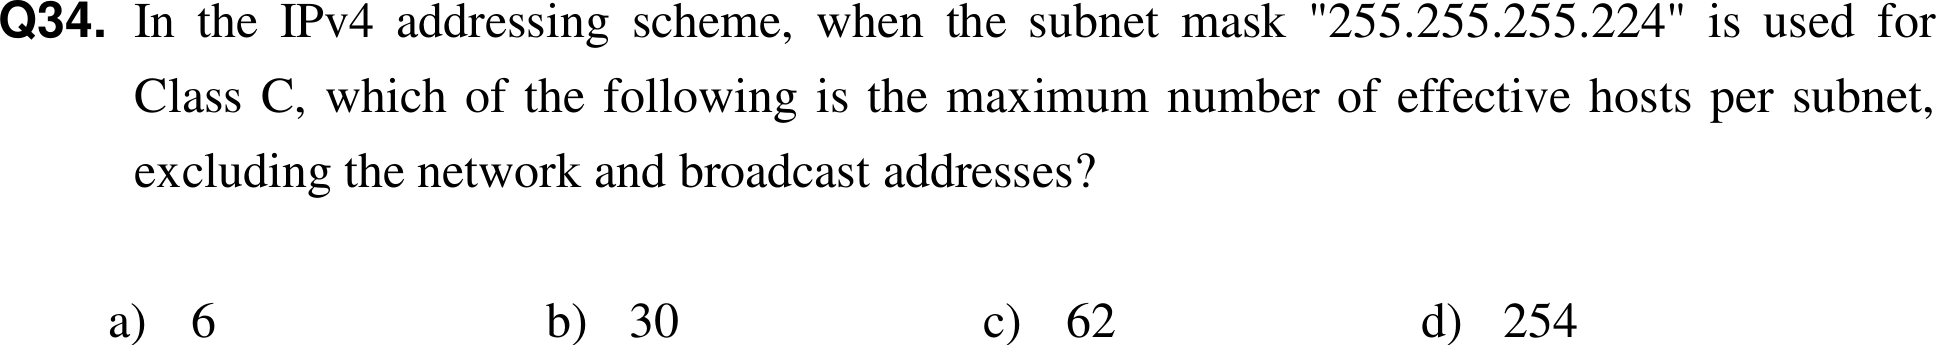 Q34. In the IPv4 addressing scheme, when the subnet mask "255.255.255.224" is used for
Class C, which of the following is the maximum number of effective hosts per subnet,
excluding the network and broadcast addresses?
a) 6 b) 30 c) 62 d) 254